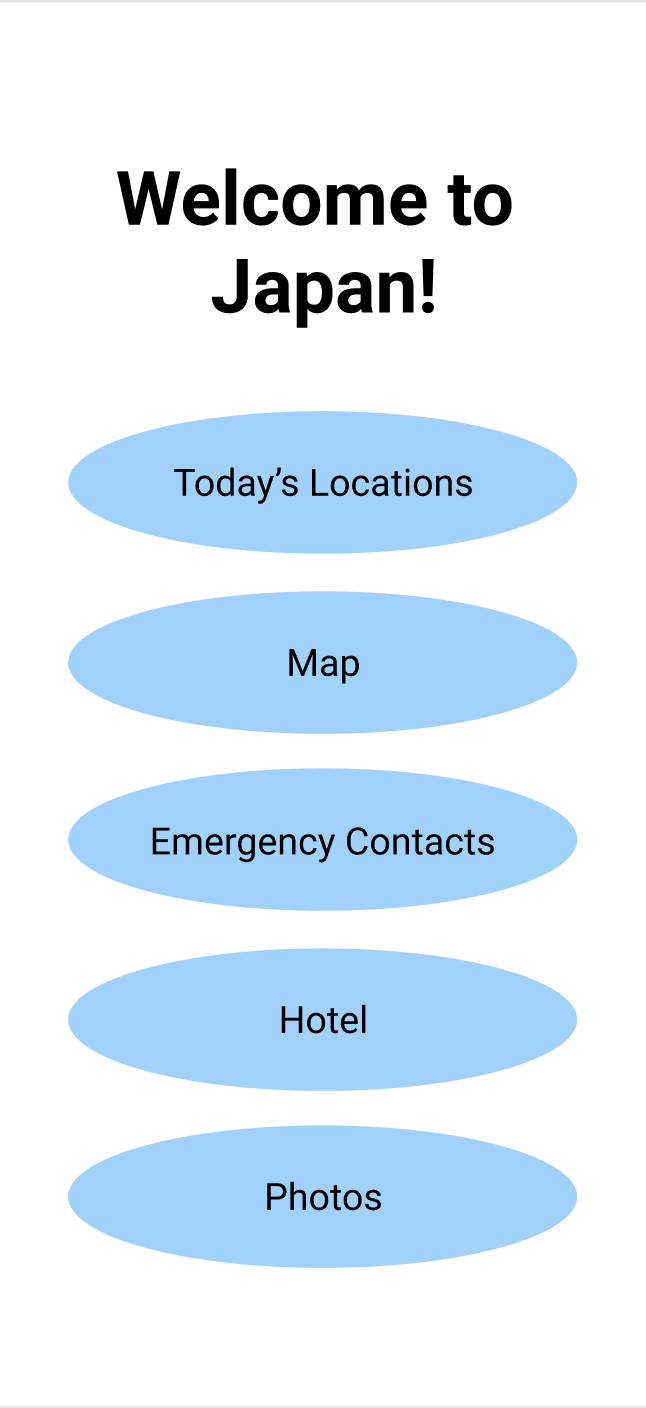 Welcome to
Japan!
Today’s Locations
Map
Emergency Contacts
Hotel
Photos